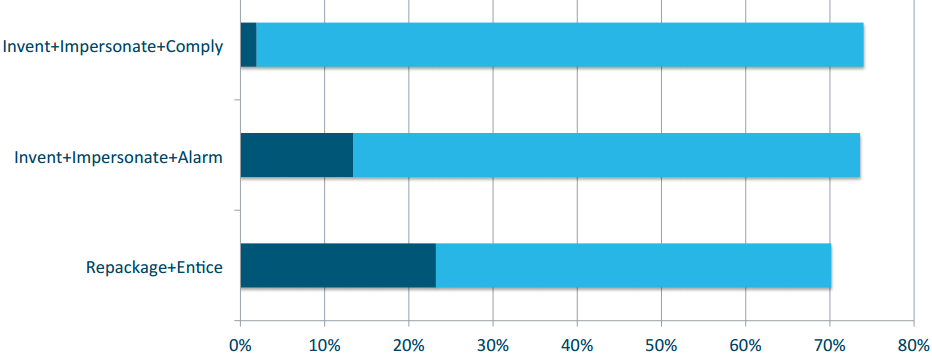 Invent+Impersonate+Comply
Invent+Impersonate+Alarm
Repackage+Entice
0% 10% 20% 30% 40% 50% 60% 70% 80%